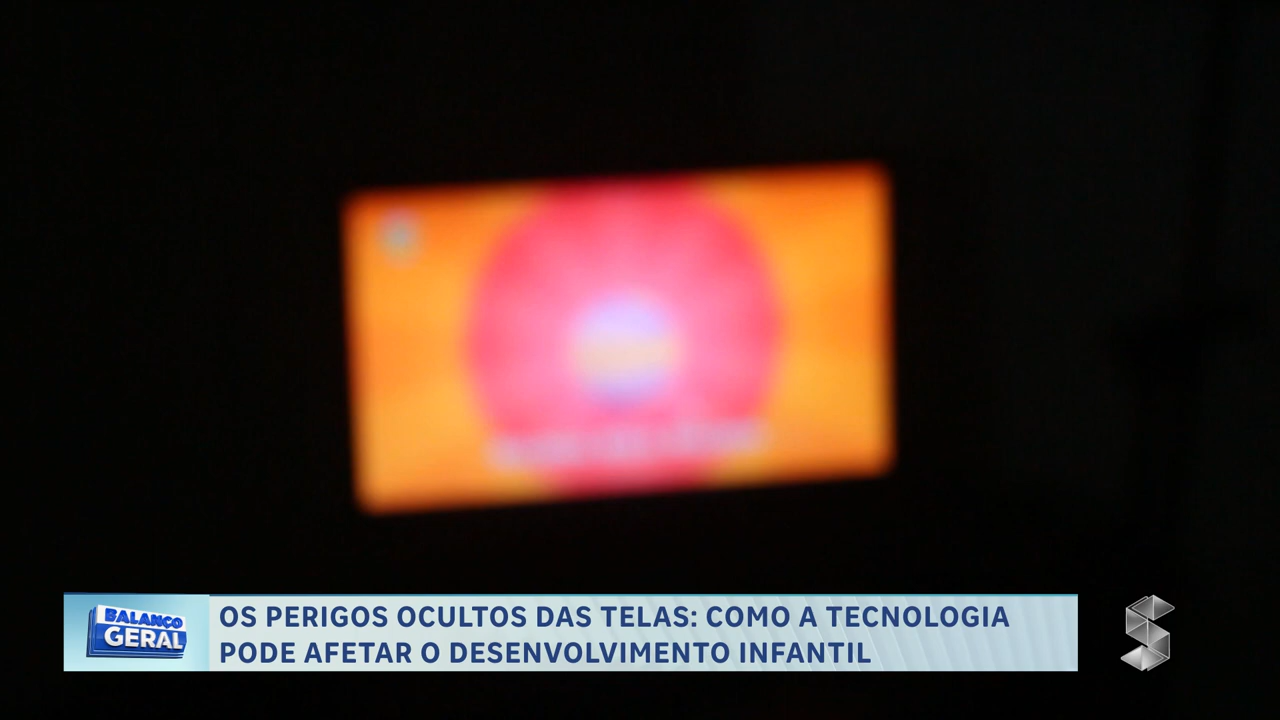 BALANÇO
GERAL
OS PERIGOS OCULTOS DAS TELAS: COMO A TECNOLOGIA
PODE AFETAR O DESENVOLVIMENTO INFANTIL